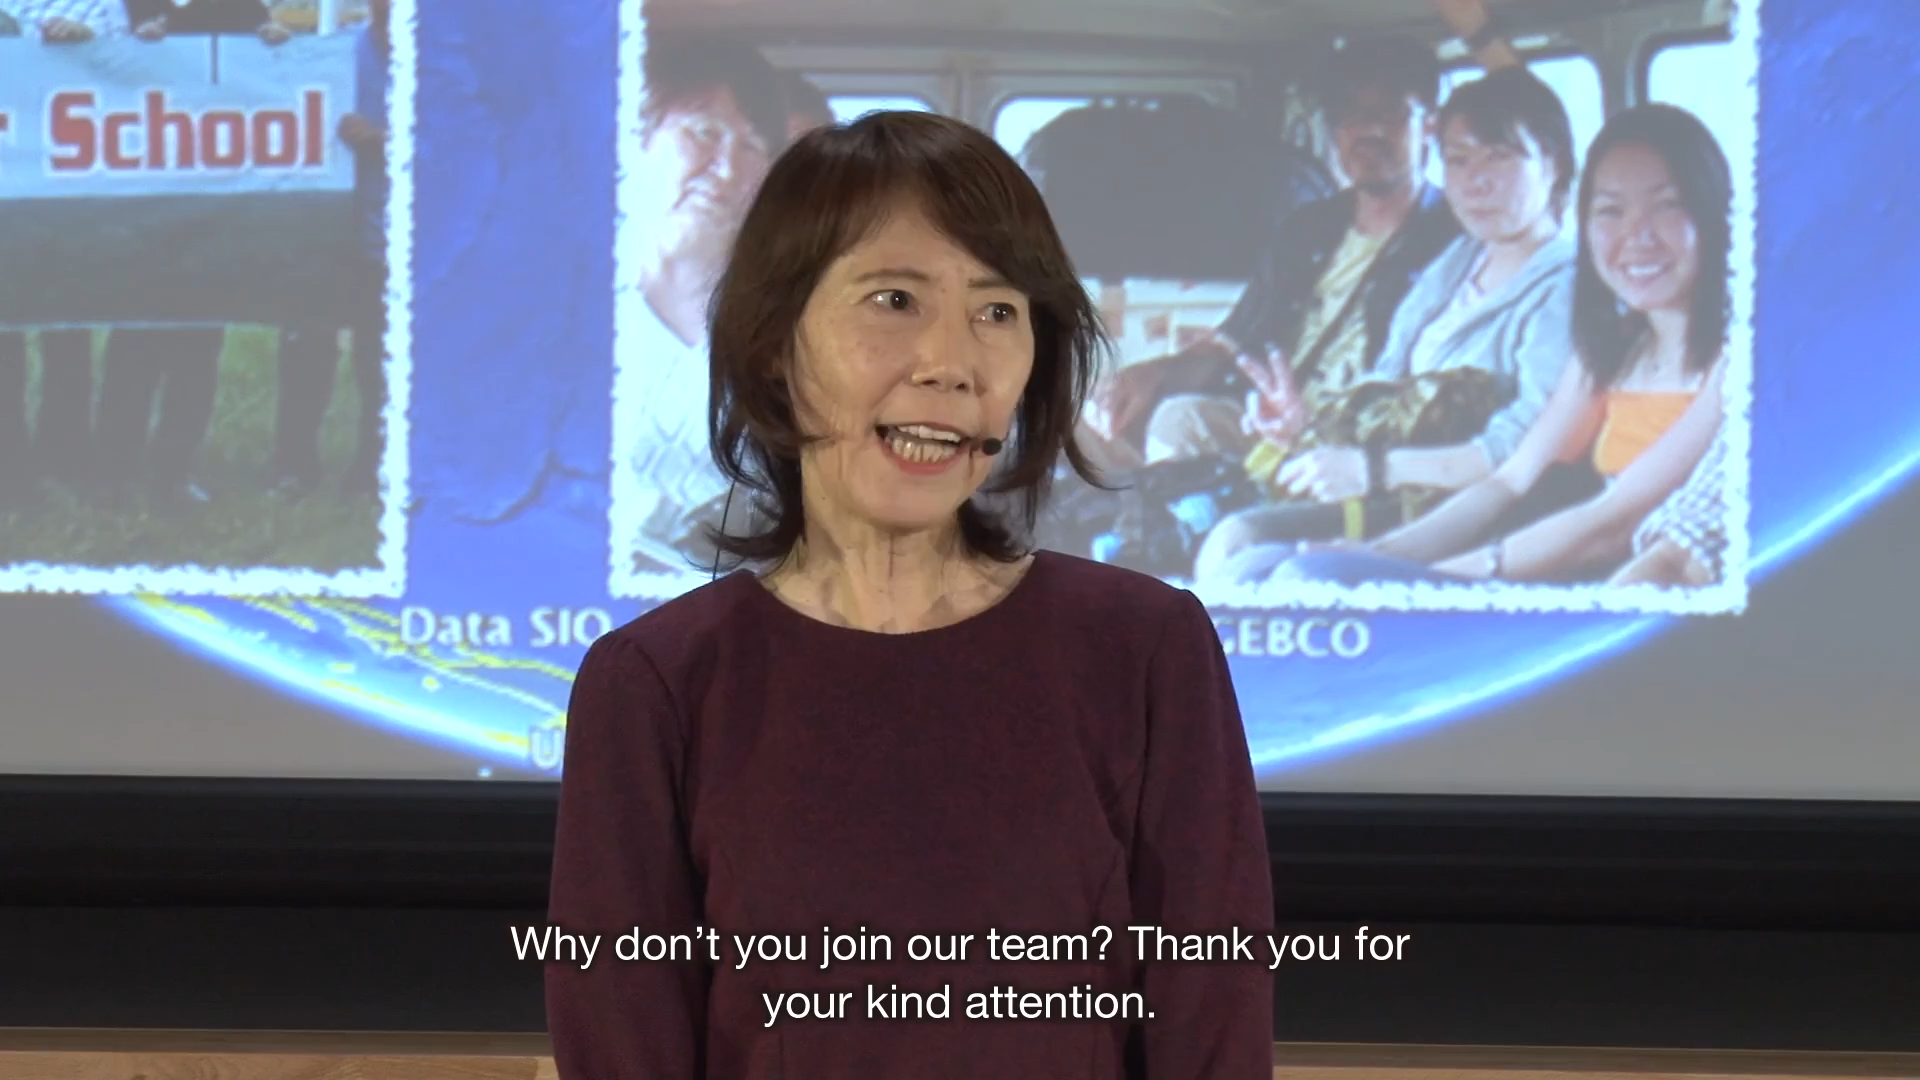 School
Data SIO
GEBCO
U
Why don’t you join our team? Thank you for
your kind attention.